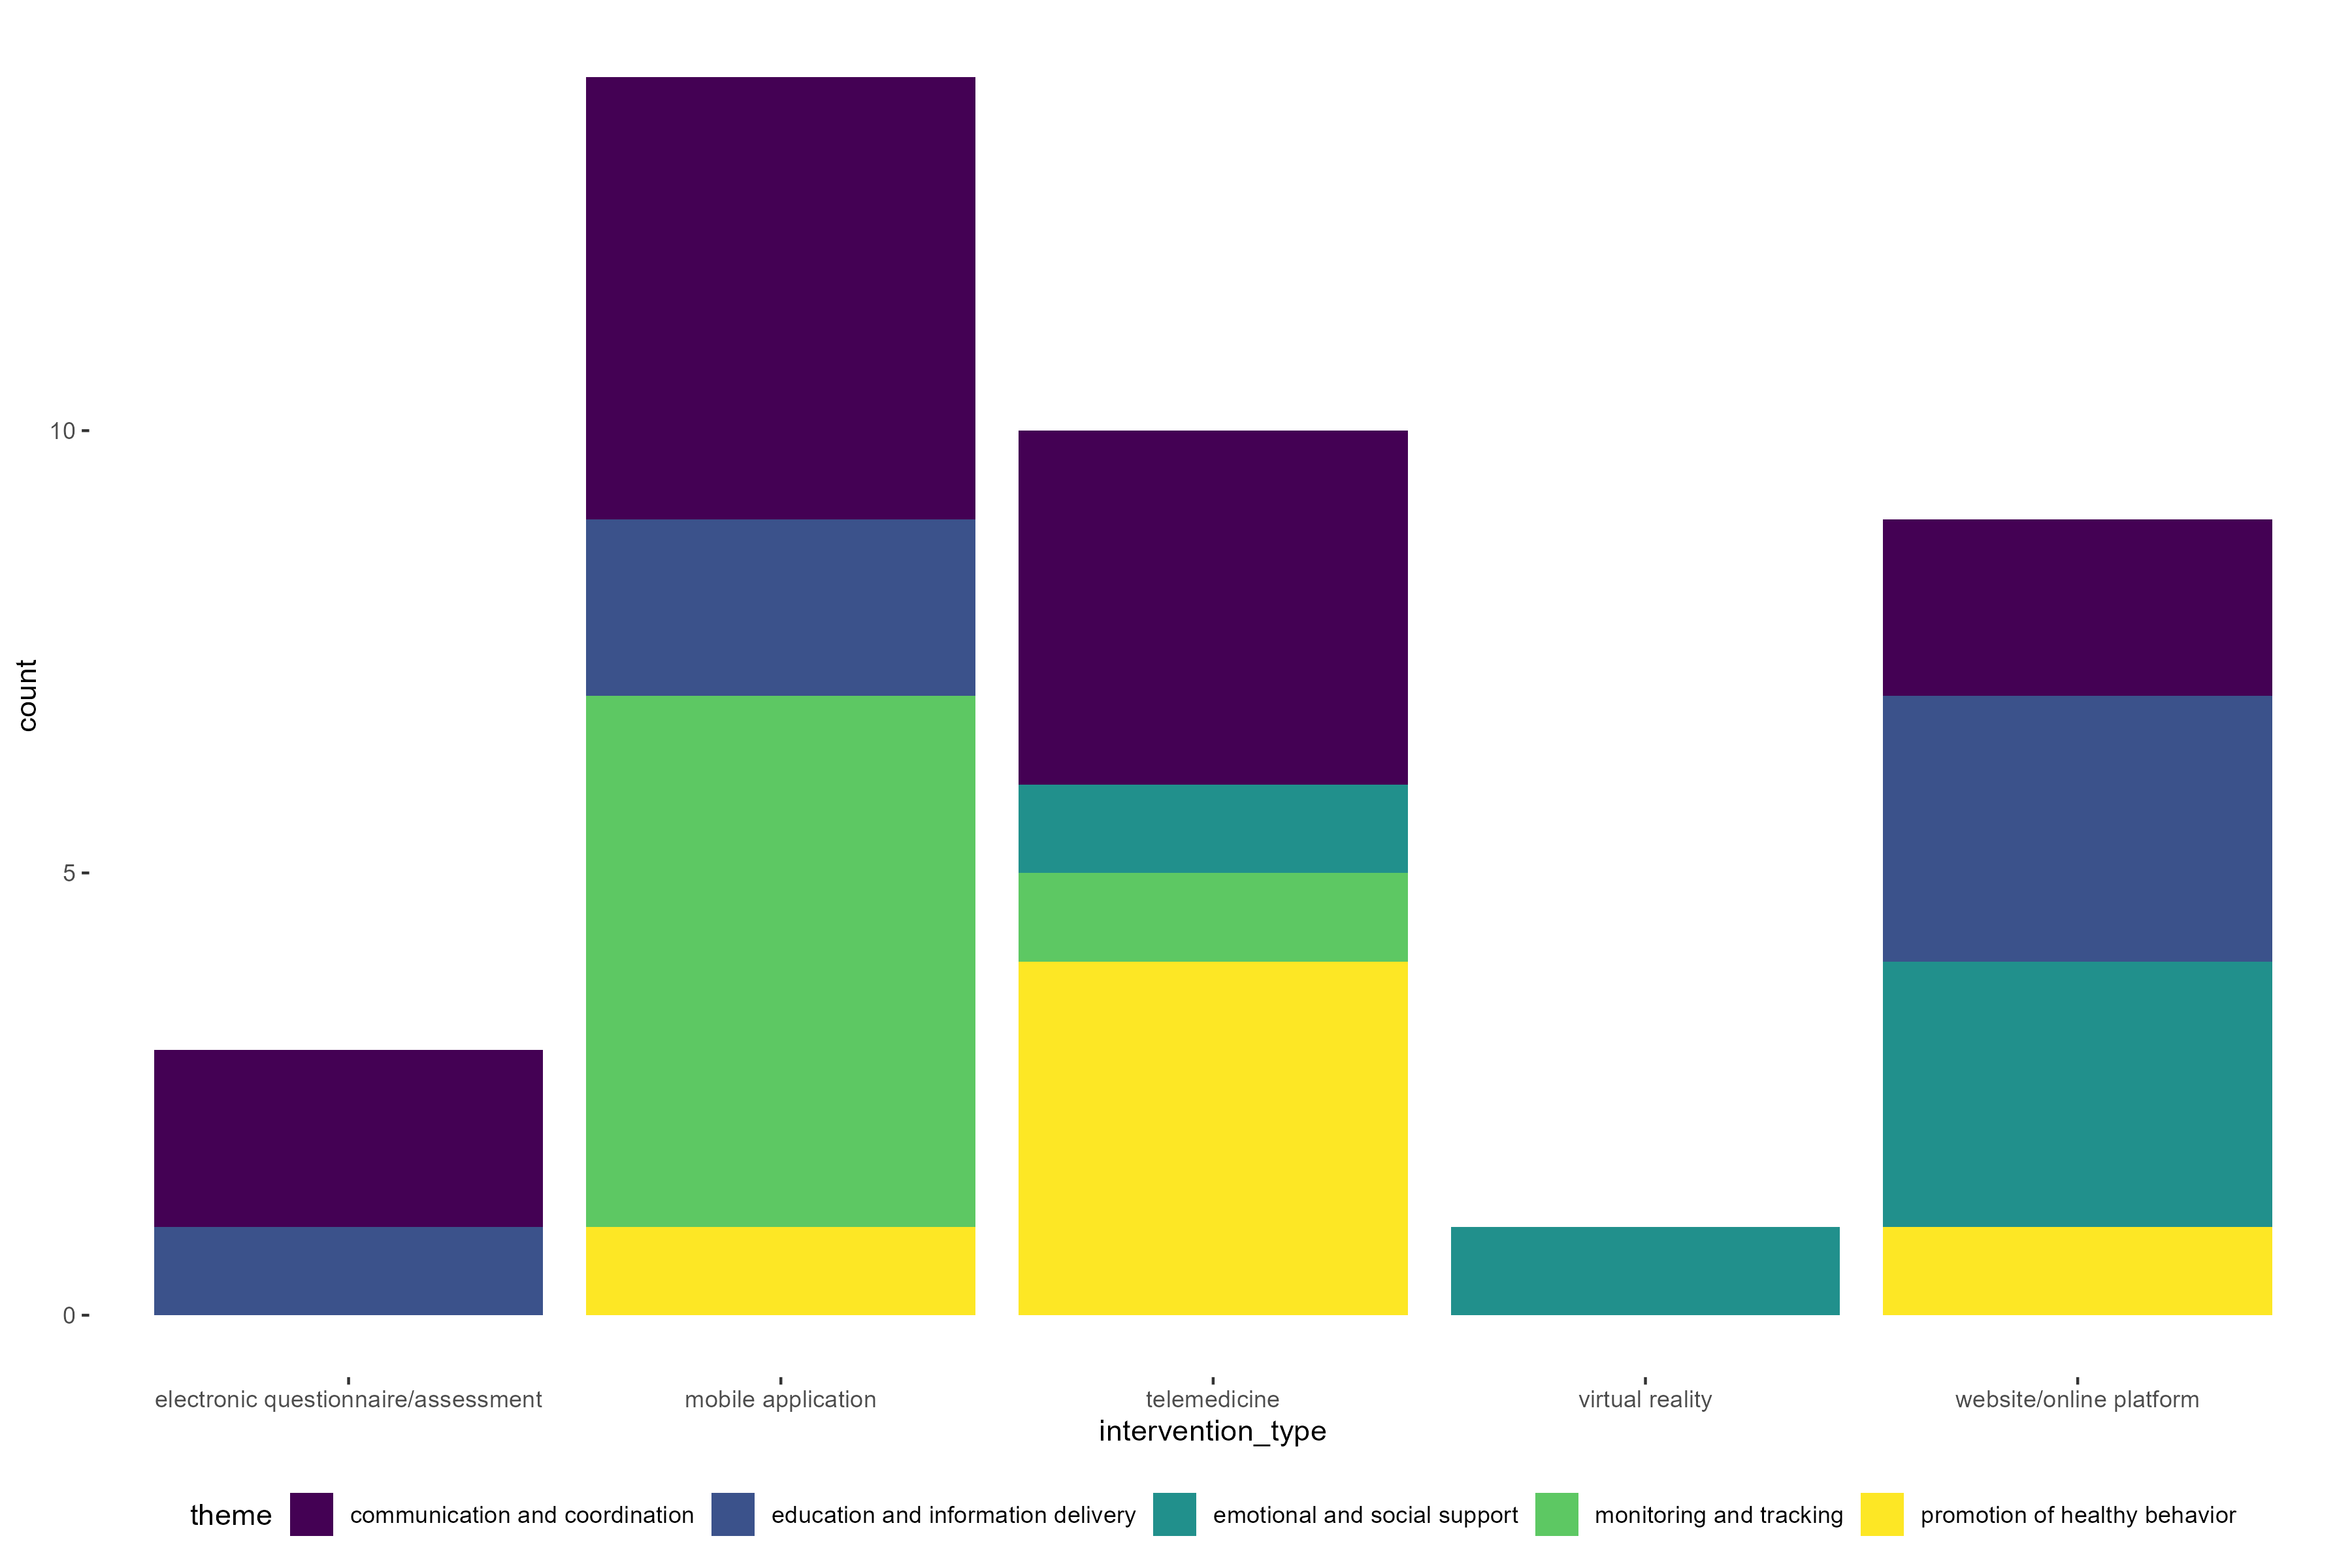 count
10
5
0
electronic questionnaire/assessment
mobile application
telemedicine
virtual reality
website/online platform
intervention_type
theme
communication and coordination
education and information delivery
emotional and social support
monitoring and tracking
promotion of healthy behavior